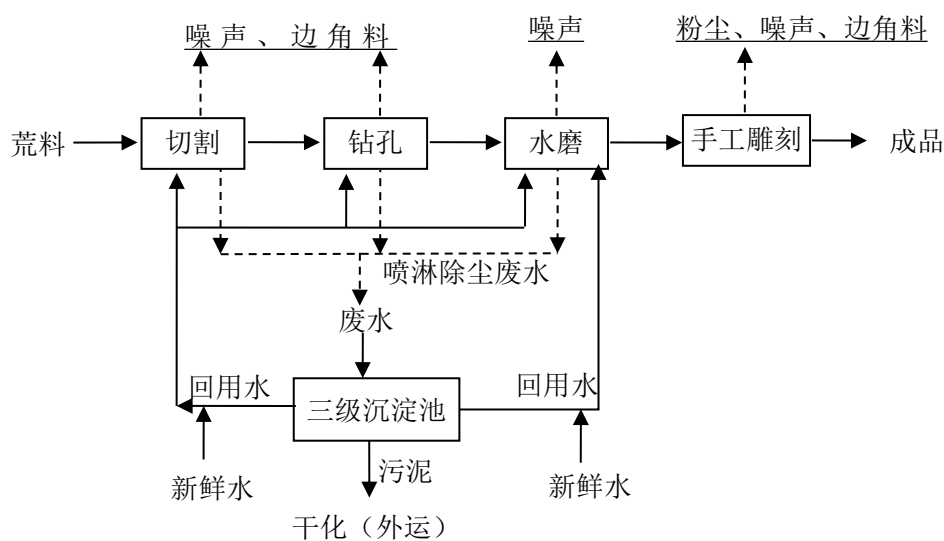 噪声、边角料
噪声
粉尘、噪声、边角料
荒料
切割
钻孔
水磨
手工雕刻
成品
喷淋除尘废水
废水
回用水
三级沉淀池
回用水
新鲜水
污泥
新鲜水
干化（外运）